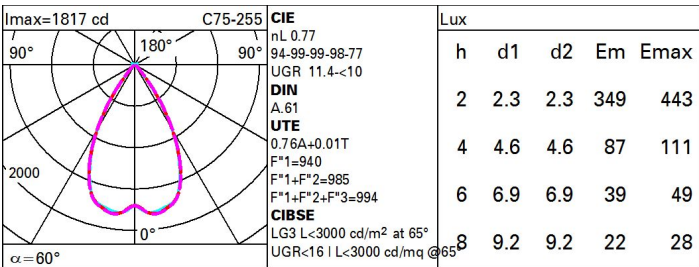 Imax=1817 cd C75-255
90° 180° 90°
2000
0°
α=60°
CIE
nL 0.77
94-99-99-98-77
UGR 11.4-<10
DIN
A.61
UTE
0.76A+0.01T
F"1=940
F"1+F"2=985
F"1+F"2+F"3=994
CIBSE
LG3 L<3000 cd/m² at 65°
UGR<16 | L<3000 cd/mq @65°
Lux
h d1 d2 Em Emax
2 2.3 2.3 349 443
4 4.6 4.6 87 111
6 6.9 6.9 39 49
8 9.2 9.2 22 28